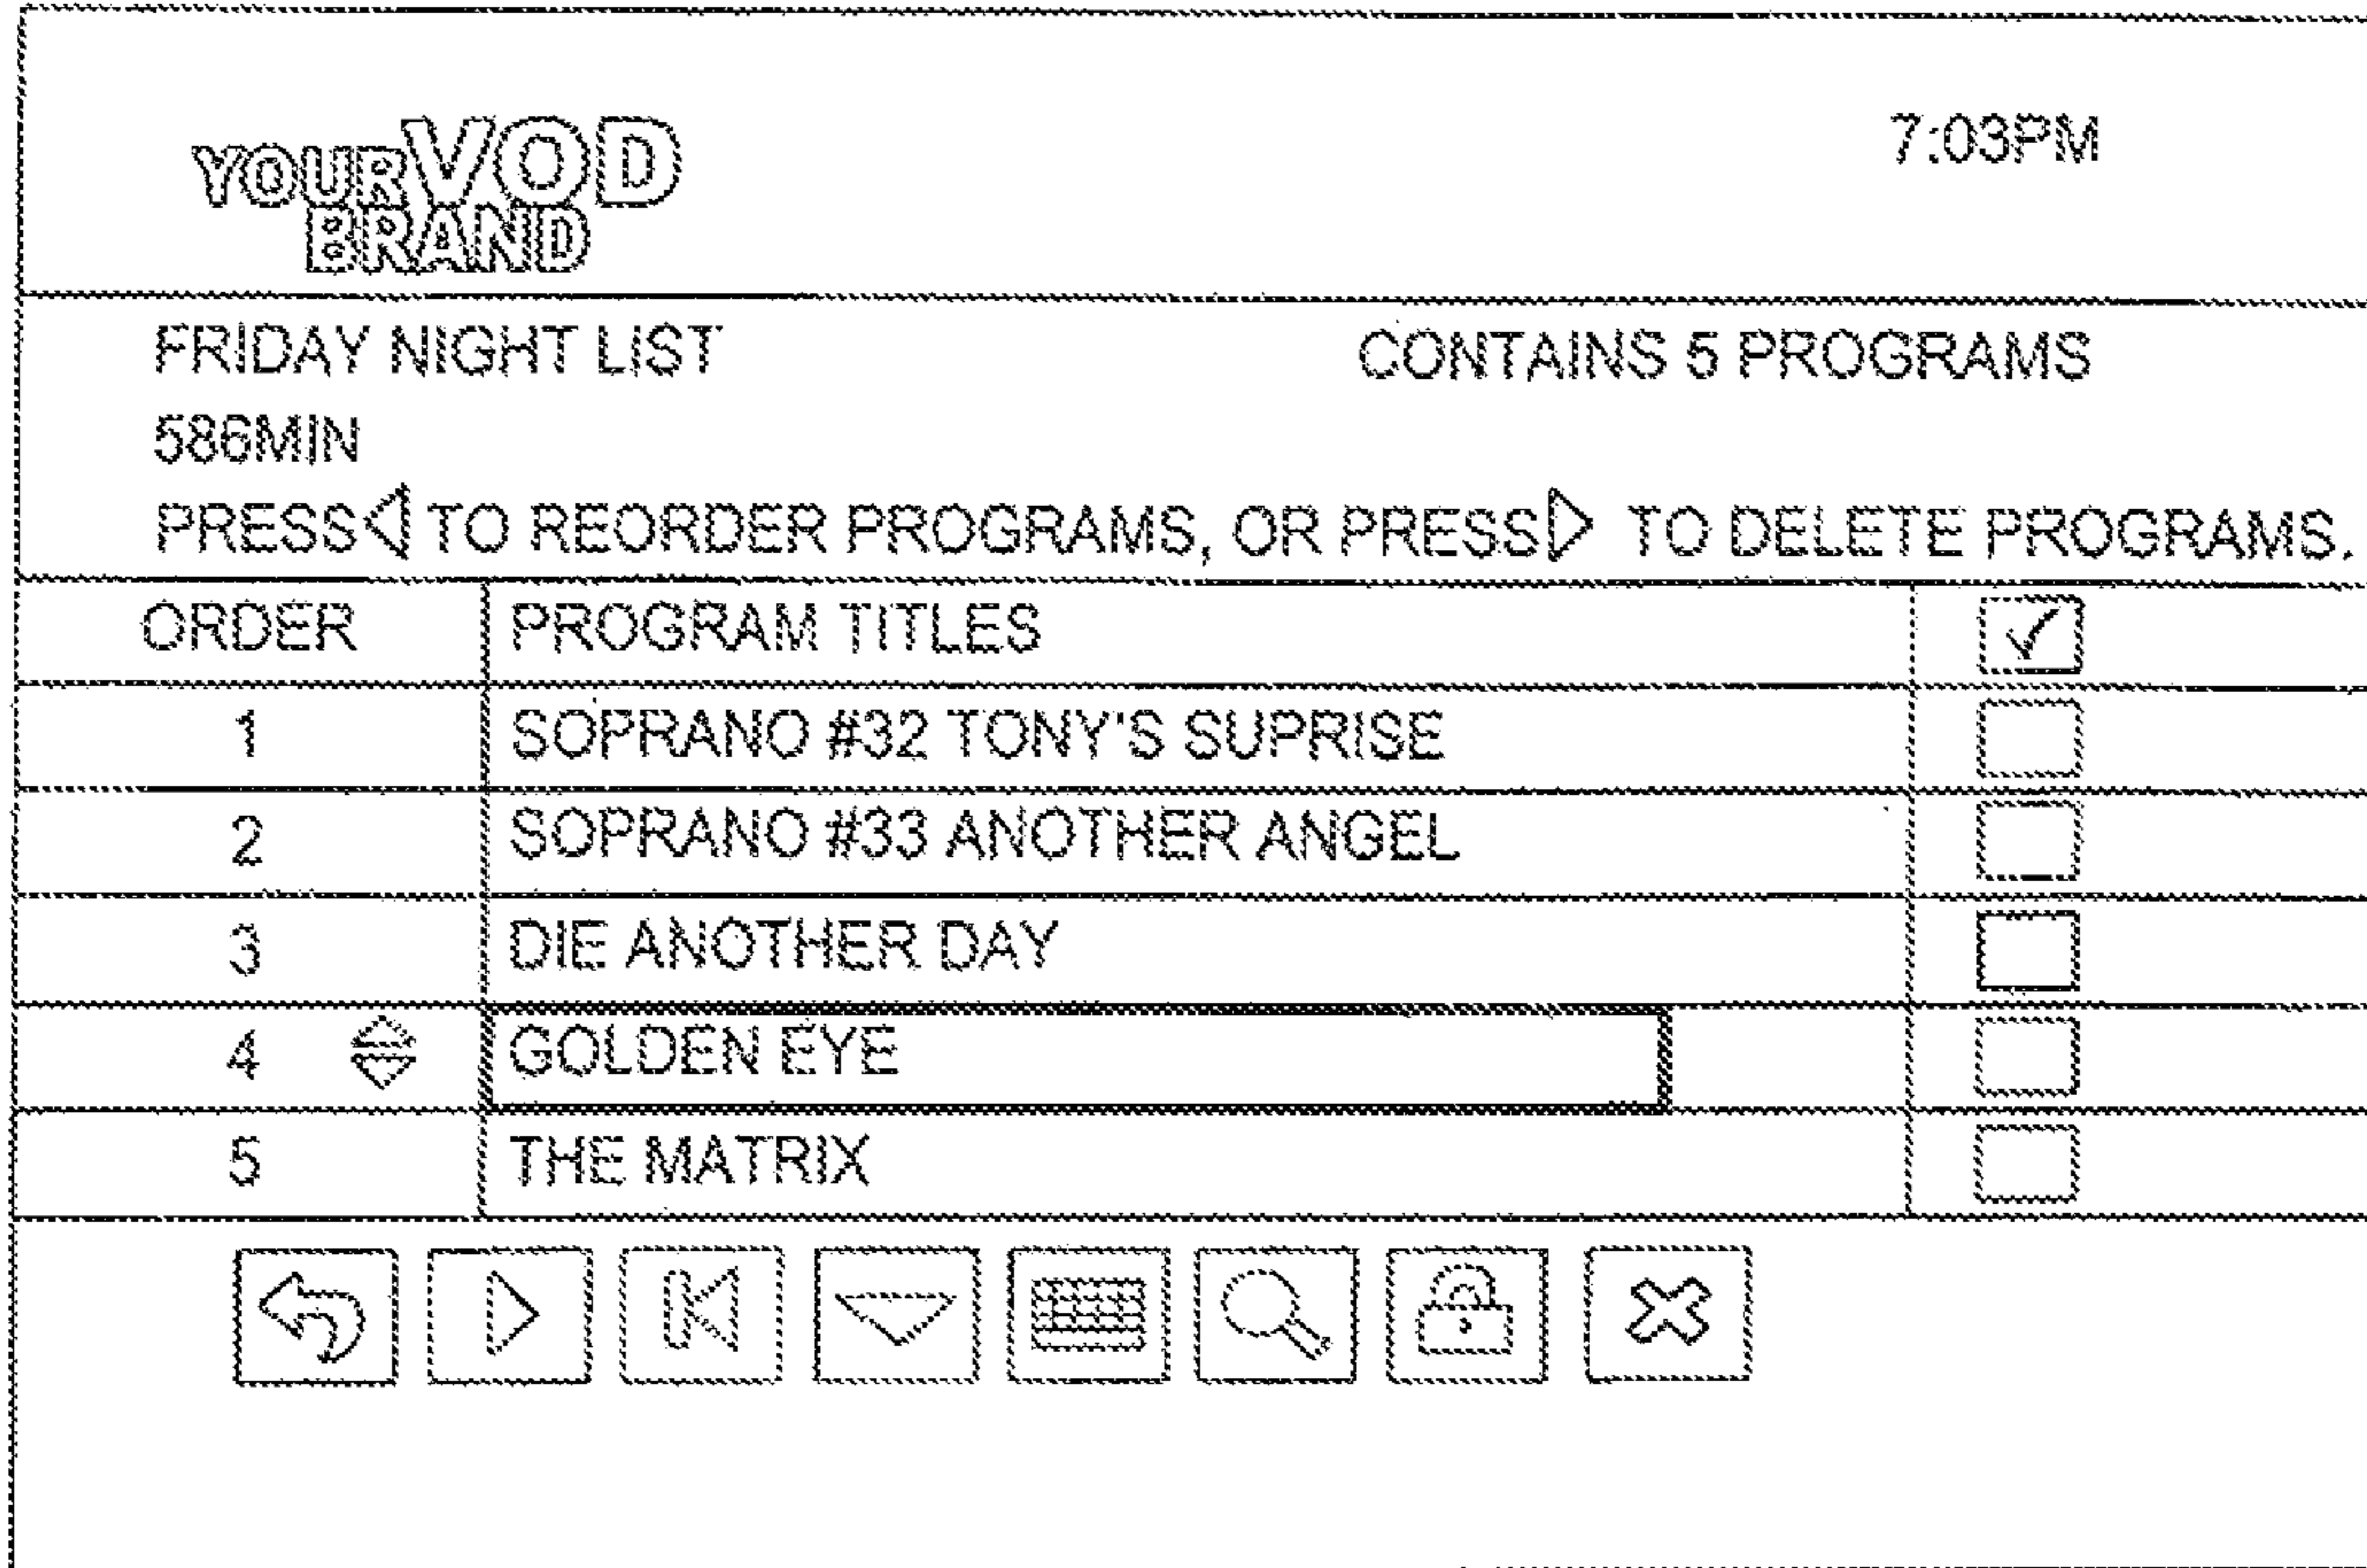 YOUR VOD
BRAND
7:03PM
FRIDAY NIGHT LIST
CONTAINS 5 PROGRAMS
586MIN
PRESS ◁ TO REORDER PROGRAMS, OR PRESS ▷ TO DELETE PROGRAMS.
ORDER PROGRAM TITLES ✓
1 SOPRANO #32 TONY'S SUPRISE
2 SOPRANO #33 ANOTHER ANGEL
3 DIE ANOTHER DAY
4 GOLDEN EYE
5 THE MATRIX